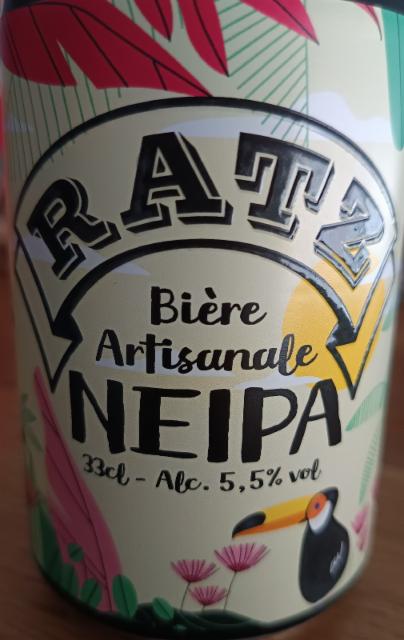 RATZ
Bière
Artisanale
NEIPA
33cl - Alc. 5,5% vol